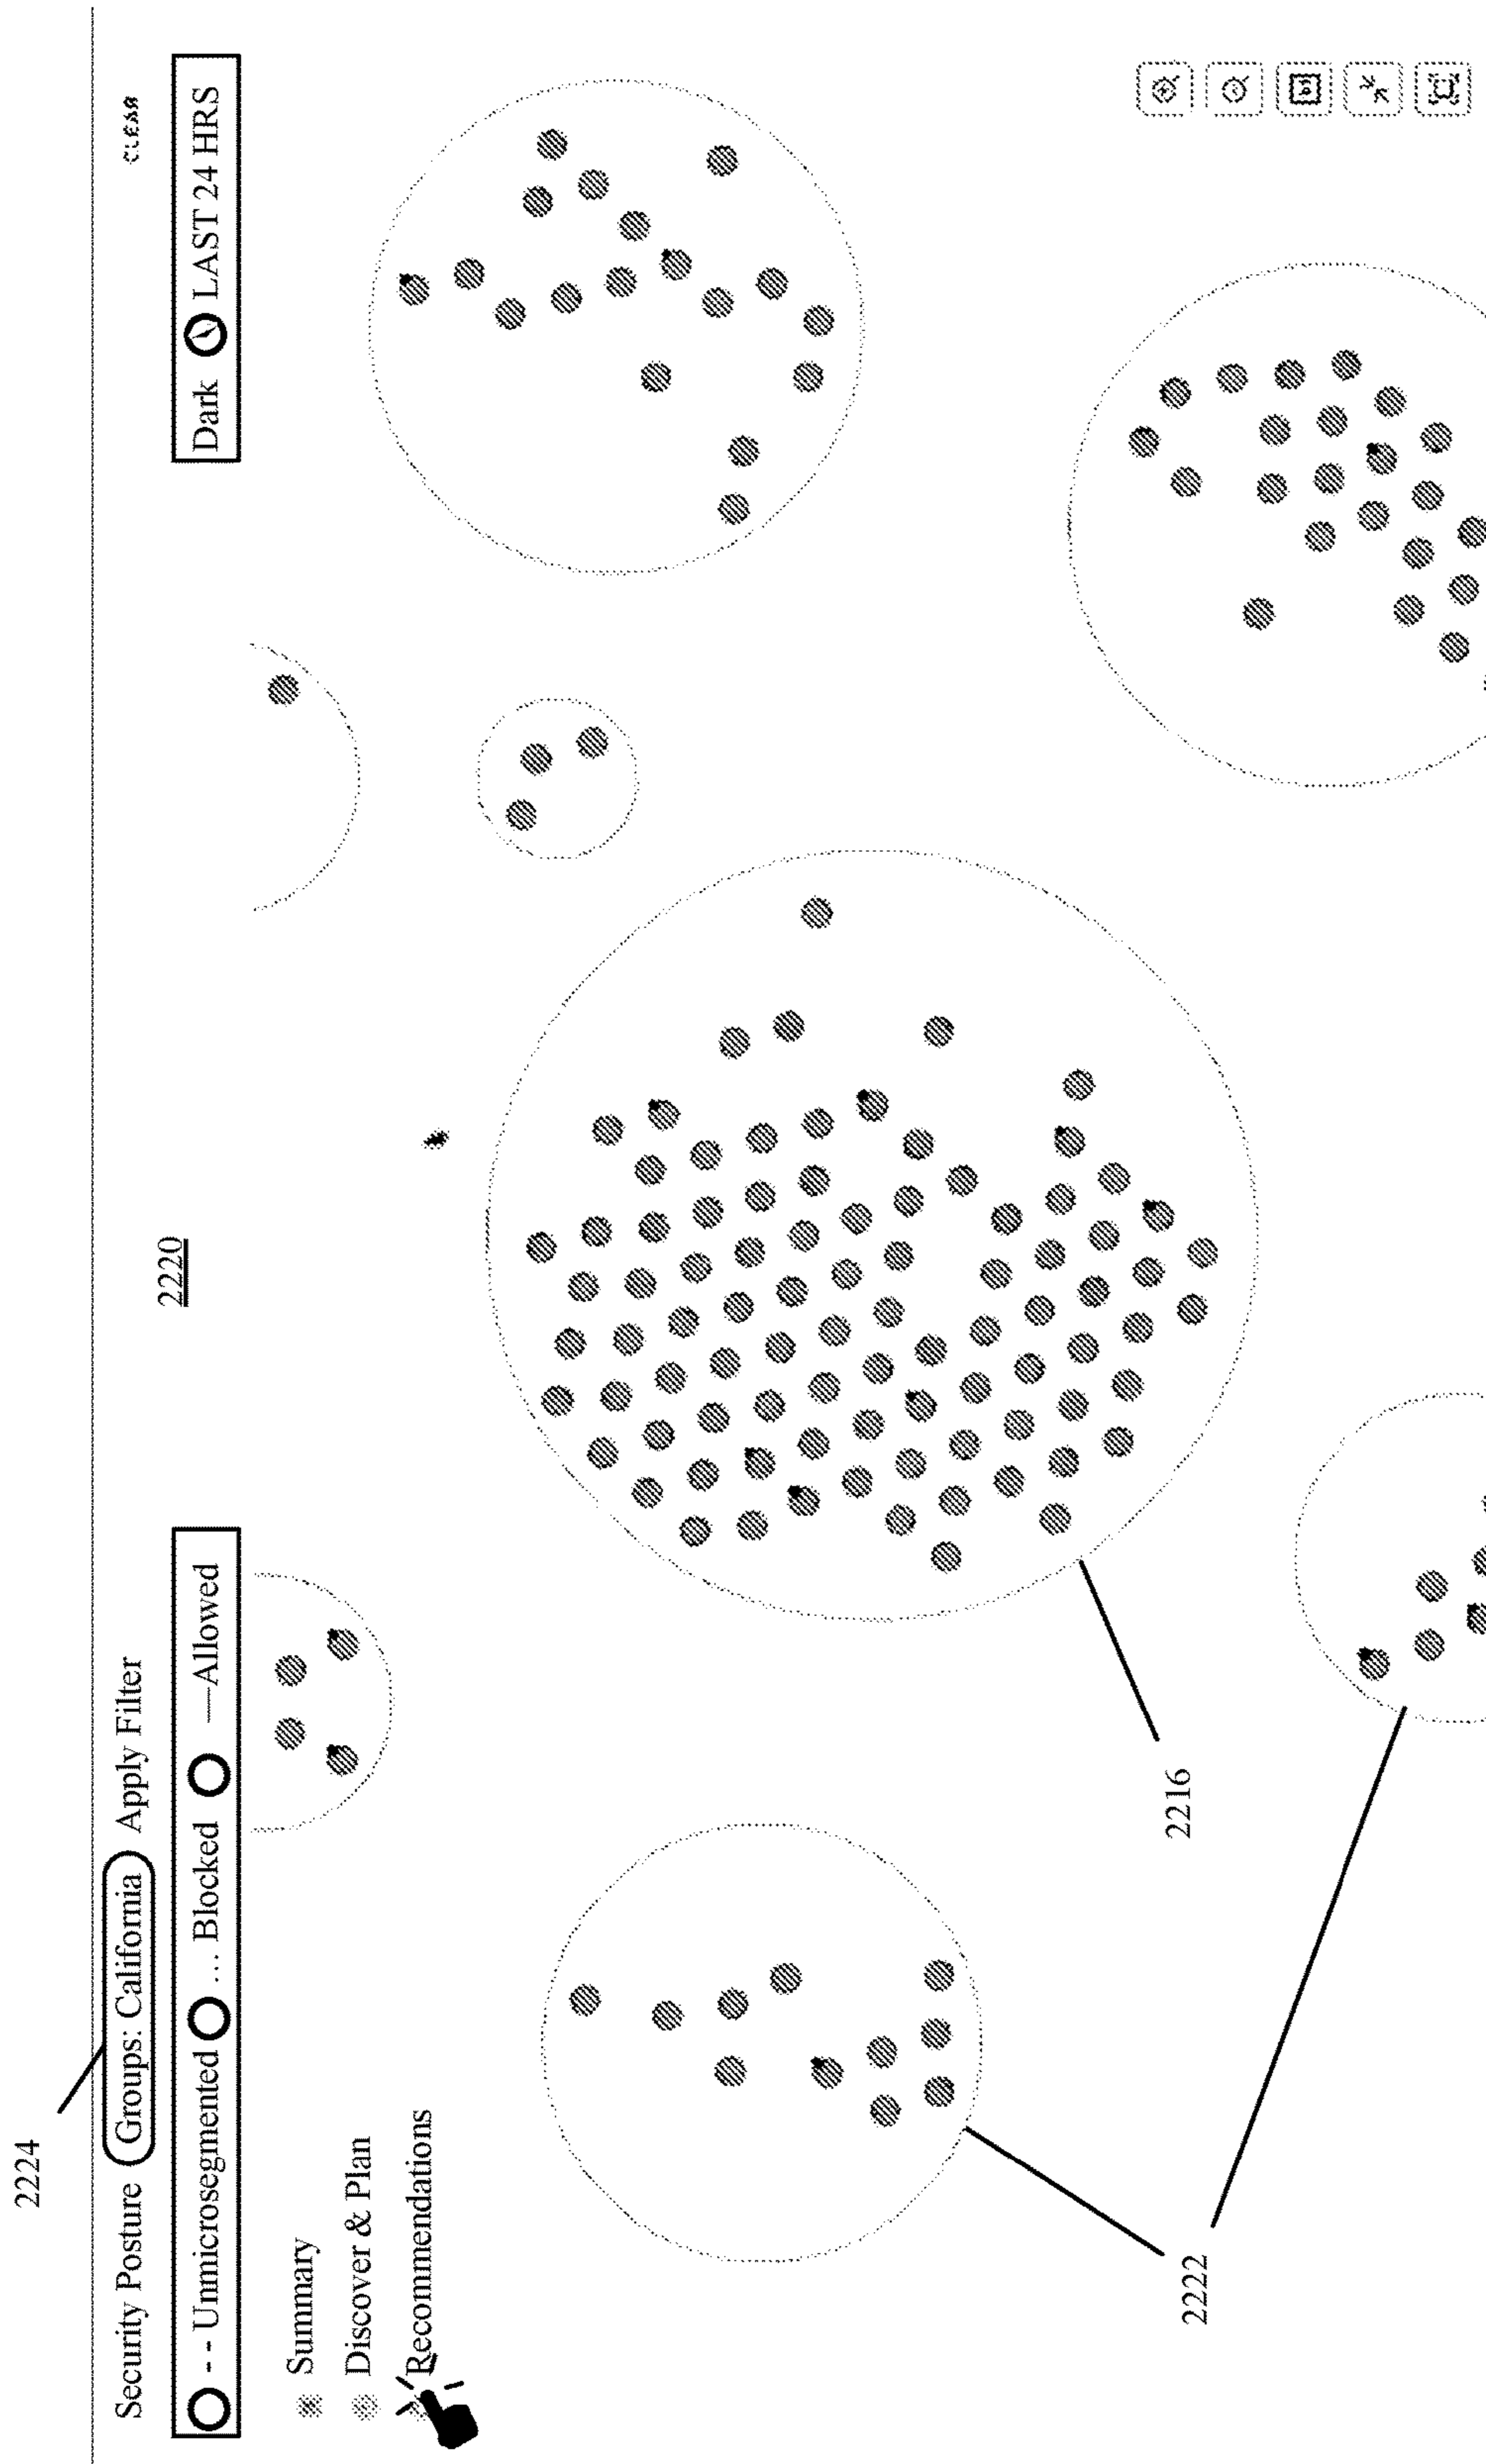 2224
Security Posture Groups: California Apply Filter CLEAR
- - Unmicrosegmented ... Blocked —Allowed
2220
Dark LAST 24 HRS
Summary
Discover & Plan
Recommendations
2216
2222